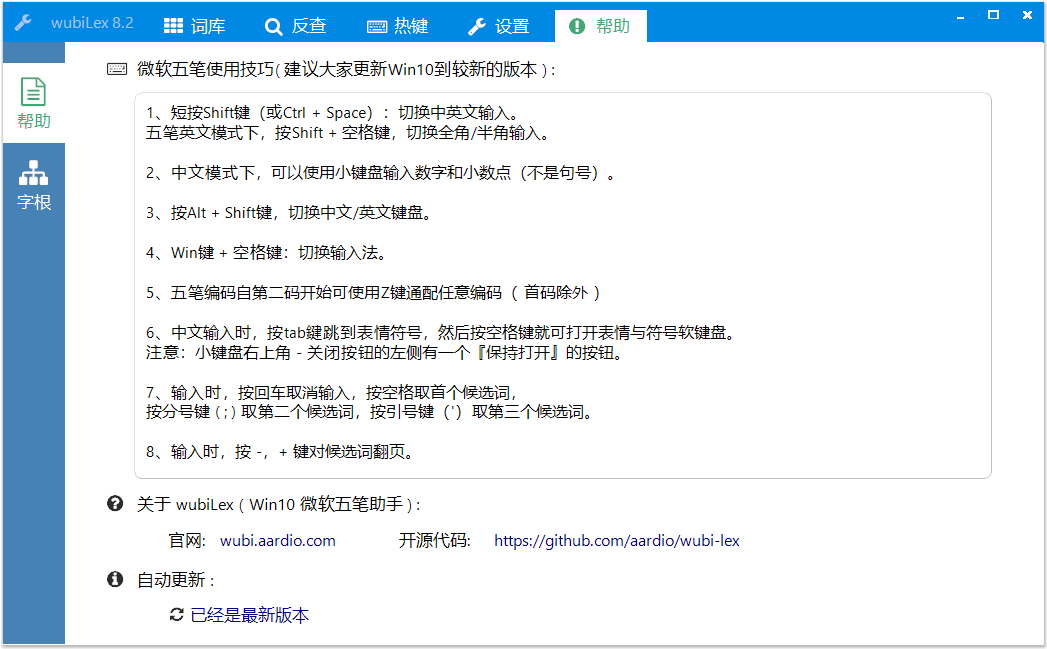 wubiLex 8.2
词库
反查
热键
设置
帮助
帮助
字根
微软五笔使用技巧( 建议大家更新Win10到较新的版本 ) :
1、短按Shift键（或Ctrl + Space）：切换中英文输入。
五笔英文模式下，按Shift + 空格键，切换全角/半角输入。
2、中文模式下，可以使用小键盘输入数字和小数点（不是句号）。
3、按Alt + Shift键，切换中文/英文键盘。
4、Win键 + 空格键：切换输入法。
5、五笔编码自第二码开始可使用Z键通配任意编码 （ 首码除外 ）
6、中文输入时，按tab键跳到表情符号，然后按空格键就可打开表情与符号软键盘。
注意：小键盘右上角 - 关闭按钮的左侧有一个『保持打开』的按钮。
7、输入时，按回车取消输入，按空格取首个候选词，
按分号键 ( ; ) 取第二个候选词，按引号键（'）取第三个候选词。
8、输入时，按 -，+ 键对候选词翻页。
关于 wubiLex ( Win10 微软五笔助手 ) :
官网: wubi.aardio.com 开源代码: https://github.com/aardio/wubi-lex
自动更新 :
已经是最新版本